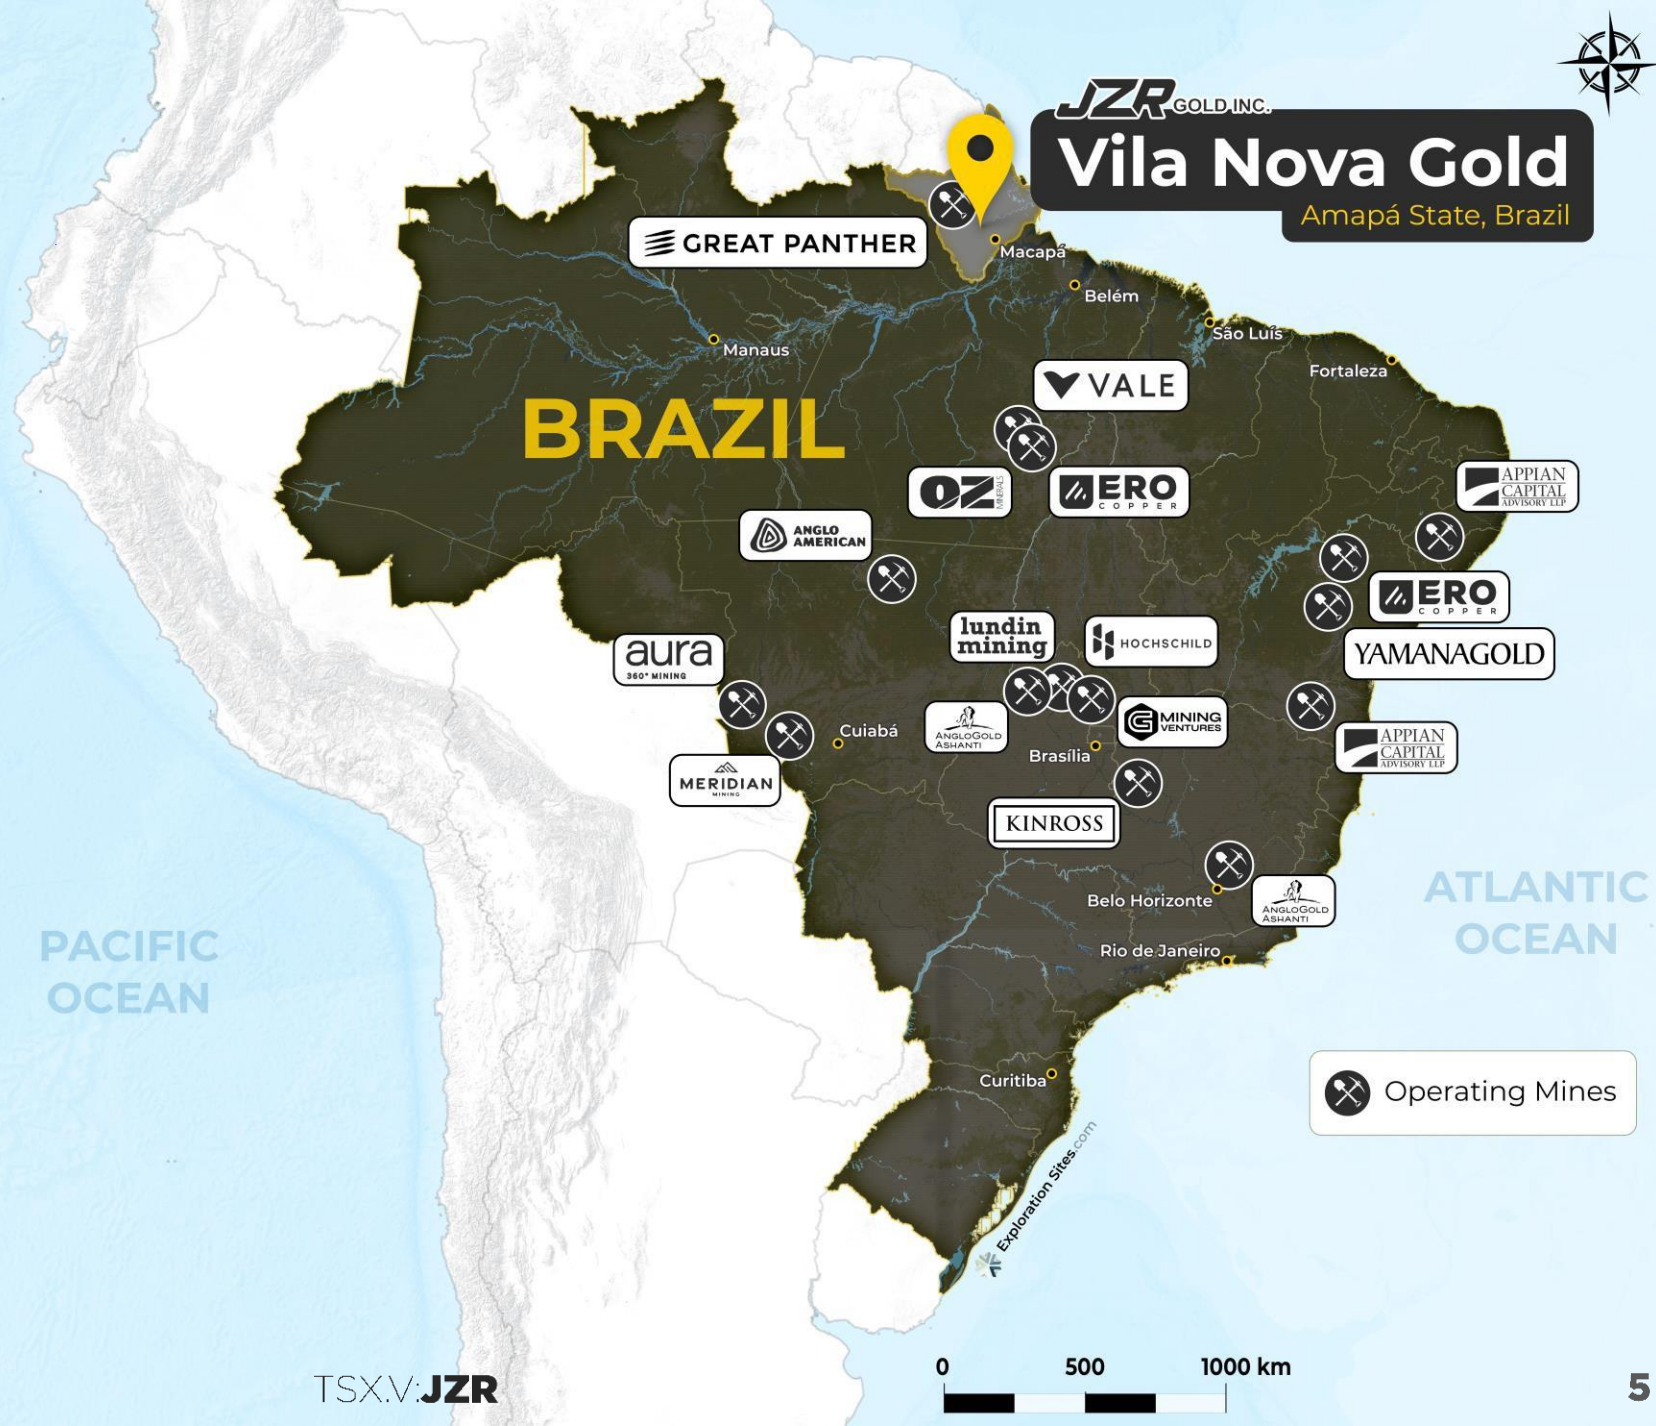 JZR GOLD INC.
Vila Nova Gold
Amapá State, Brazil
GREAT PANTHER
Macapá
Belém
São Luís
Manaus
Fortaleza
VALE
BRAZIL
OZ MINERALS
ERO
COPPER
APPIAN
CAPITAL
ADVISORY LLP
ANGLO
AMERICAN
ERO
COPPER
lundin
mining
HOCHSCHILD
YAMANAGOLD
aura
360° MINING
ANGLOGOLD
ASHANTI
G MINING
VENTURES
Cuiabá
Brasília
APPIAN
CAPITAL
ADVISORY LLP
MERIDIAN
MINING
KINROSS
Belo Horizonte
ANGLOGOLD
ASHANTI
Rio de Janeiro
ATLANTIC
OCEAN
PACIFIC
OCEAN
Curitiba
Operating Mines
Exploration Sites.com
0 500 1000 km
TSX.V:JZR
5